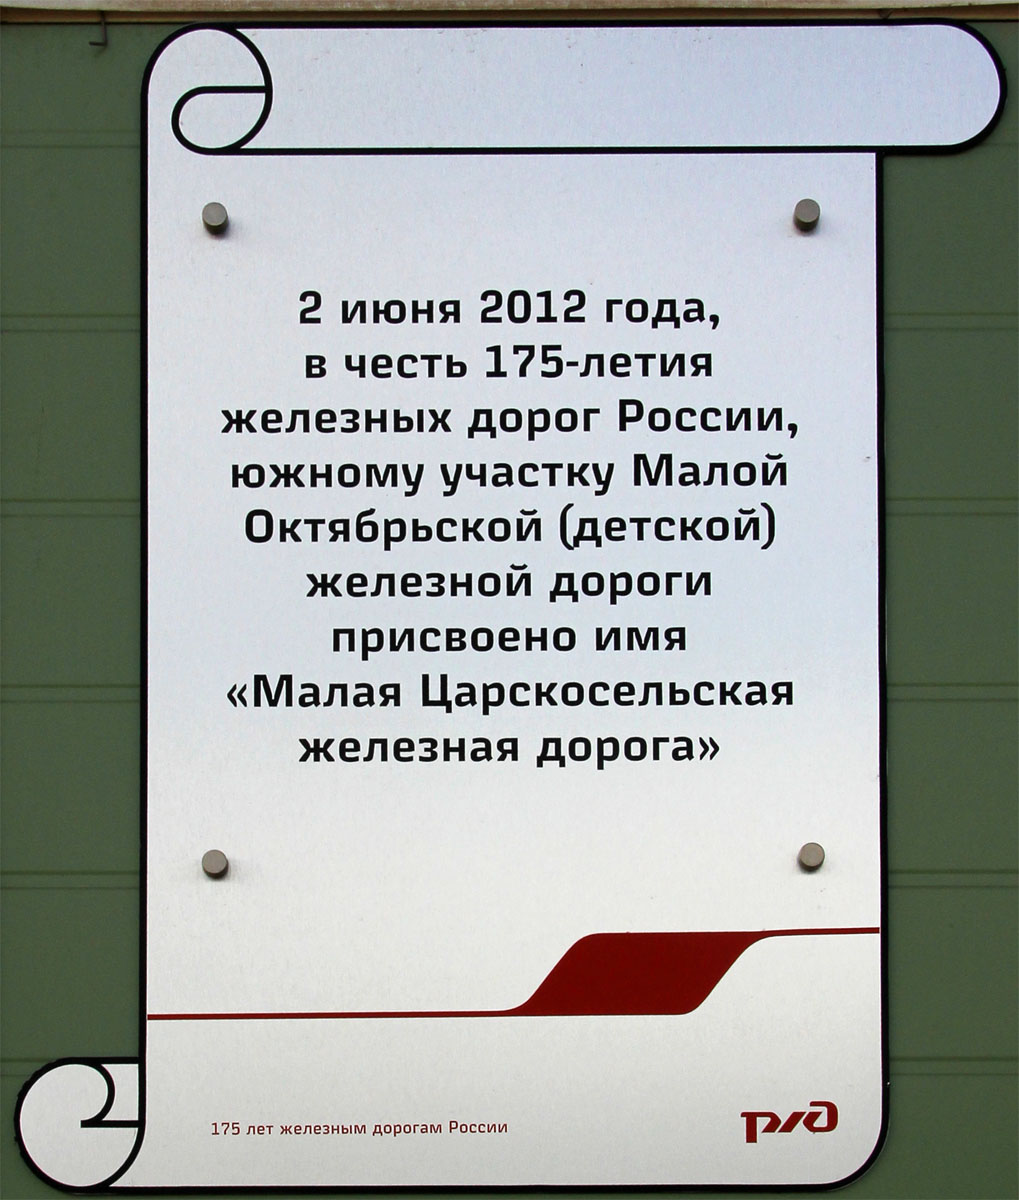 2 июня 2012 года,
в честь 175-летия
железных дорог России,
южному участку Малой
Октябрьской (детской)
железной дороги
присвоено имя
«Малая Царскосельская
железная дорога»
175 лет железным дорогам России
ржд